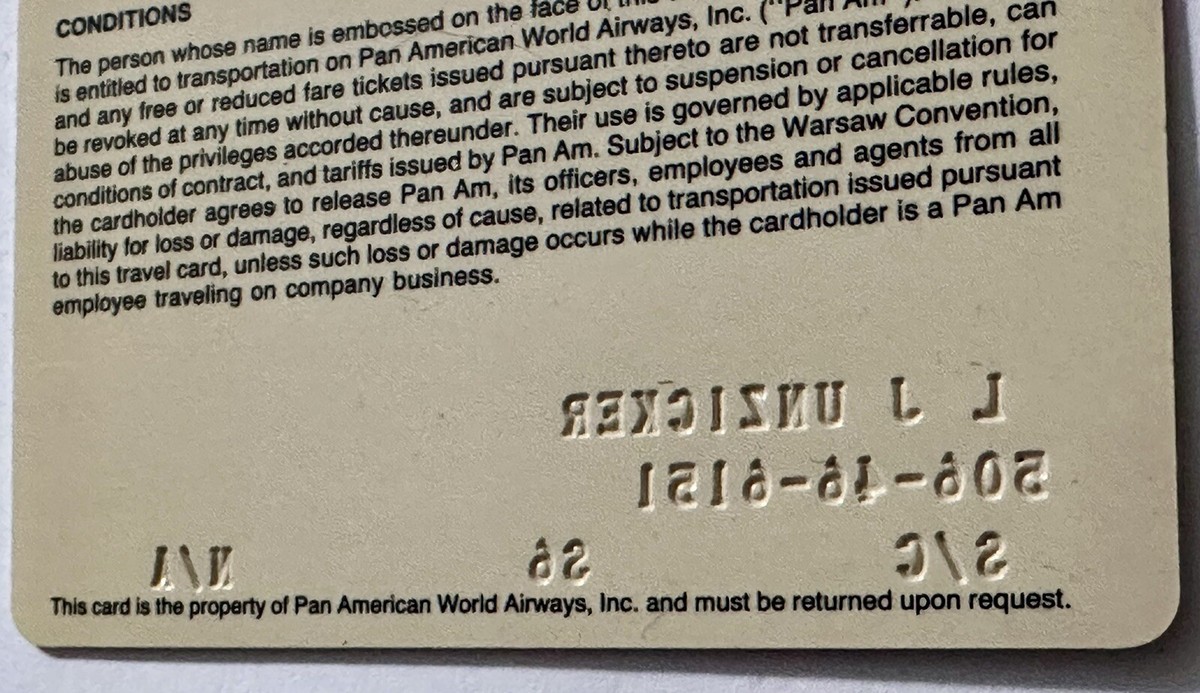 CONDITIONS
The person whose name is embossed on the face of this
is entitled to transportation on Pan American World Airways, Inc. ("Pan Am")
and any free or reduced fare tickets issued pursuant thereto are not transferrable, can
be revoked at any time without cause, and are subject to suspension or cancellation for
abuse of the privileges accorded thereunder. Their use is governed by applicable rules,
conditions of contract, and tariffs issued by Pan Am. Subject to the Warsaw Convention,
the cardholder agrees to release Pan Am, its officers, employees and agents from all
liability for loss or damage, regardless of cause, related to transportation issued pursuant
to this travel card, unless such loss or damage occurs while the cardholder is a Pan Am
employee traveling on company business.
L J UNZICKER
S/C
This card is the property of Pan American World Airways, Inc. and must be returned upon request.